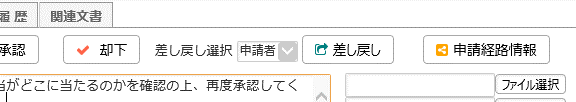 履 歴 関連文書
承認 却下 差し戻し選択 申請者 差し戻し 申請経路情報
当がどこに当たるのかを確認の上、再度承認してく
ファイル選択